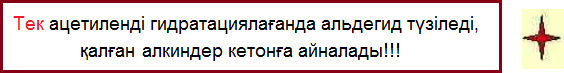 Тек ацетиленді гидратациялағанда альдегид түзіледі,
қалған алкиндер кетонға айналады!!!